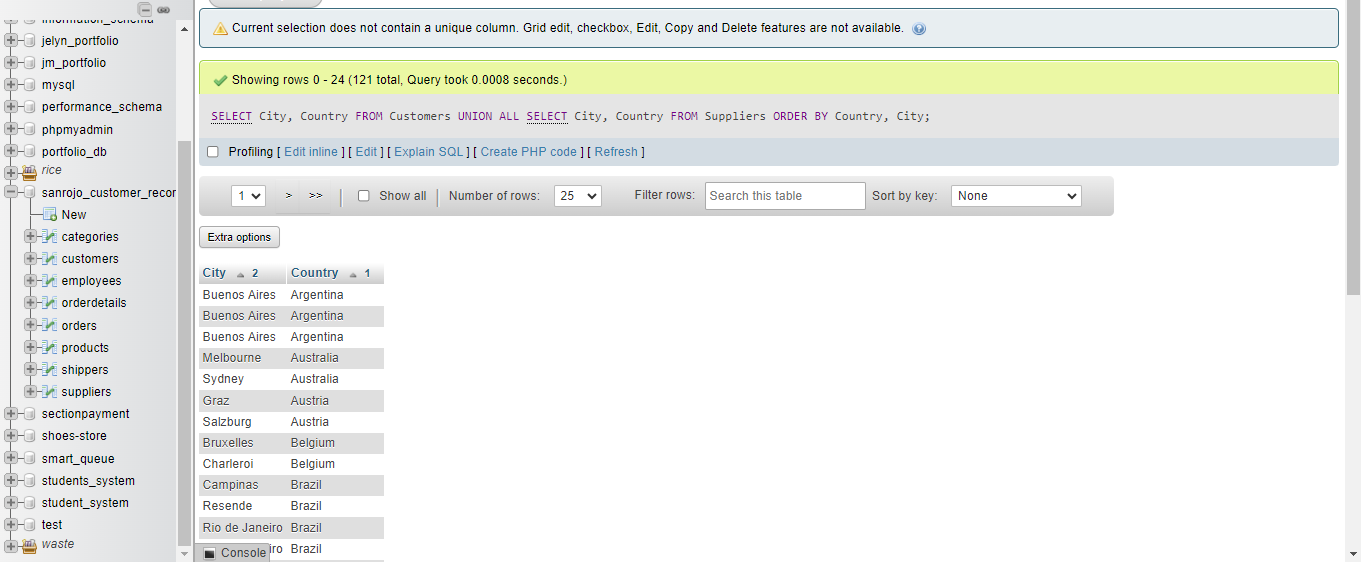 information_schema
jelyn_portfolio
jm_portfolio
mysql
performance_schema
phpmyadmin
portfolio_db
rice
sanrojo_customer_recor
New
categories
customers
employees
orderdetails
orders
products
shippers
suppliers
sectionpayment
shoes-store
smart_queue
students_system
student_system
test
waste
Current selection does not contain a unique column. Grid edit, checkbox, Edit, Copy and Delete features are not available.
Showing rows 0 - 24 (121 total, Query took 0.0008 seconds.)
SELECT City, Country FROM Customers UNION ALL SELECT City, Country FROM Suppliers ORDER BY Country, City;
Profiling [ Edit inline ] [ Edit ] [ Explain SQL ] [ Create PHP code ] [ Refresh ]
1 > >> Show all Number of rows: 25 Filter rows: Search this table Sort by key: None
Extra options
City 2 Country 1
Buenos Aires Argentina
Buenos Aires Argentina
Buenos Aires Argentina
Melbourne Australia
Sydney Australia
Graz Austria
Salzburg Austria
Bruxelles Belgium
Charleroi Belgium
Campinas Brazil
Resende Brazil
Rio de Janeiro Brazil
iro Brazil
Console